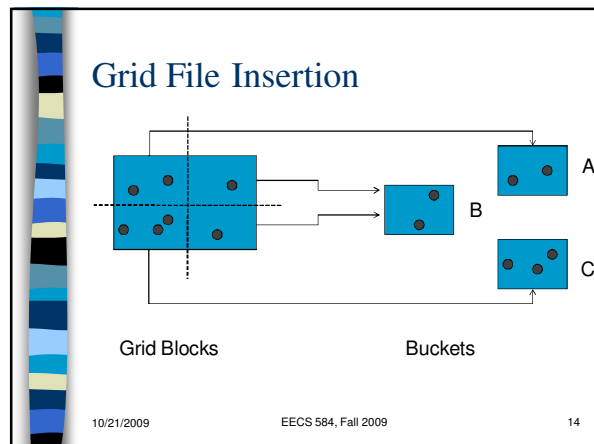 Grid File Insertion
A
B
C
Grid Blocks
Buckets
10/21/2009
EECS 584, Fall 2009
14